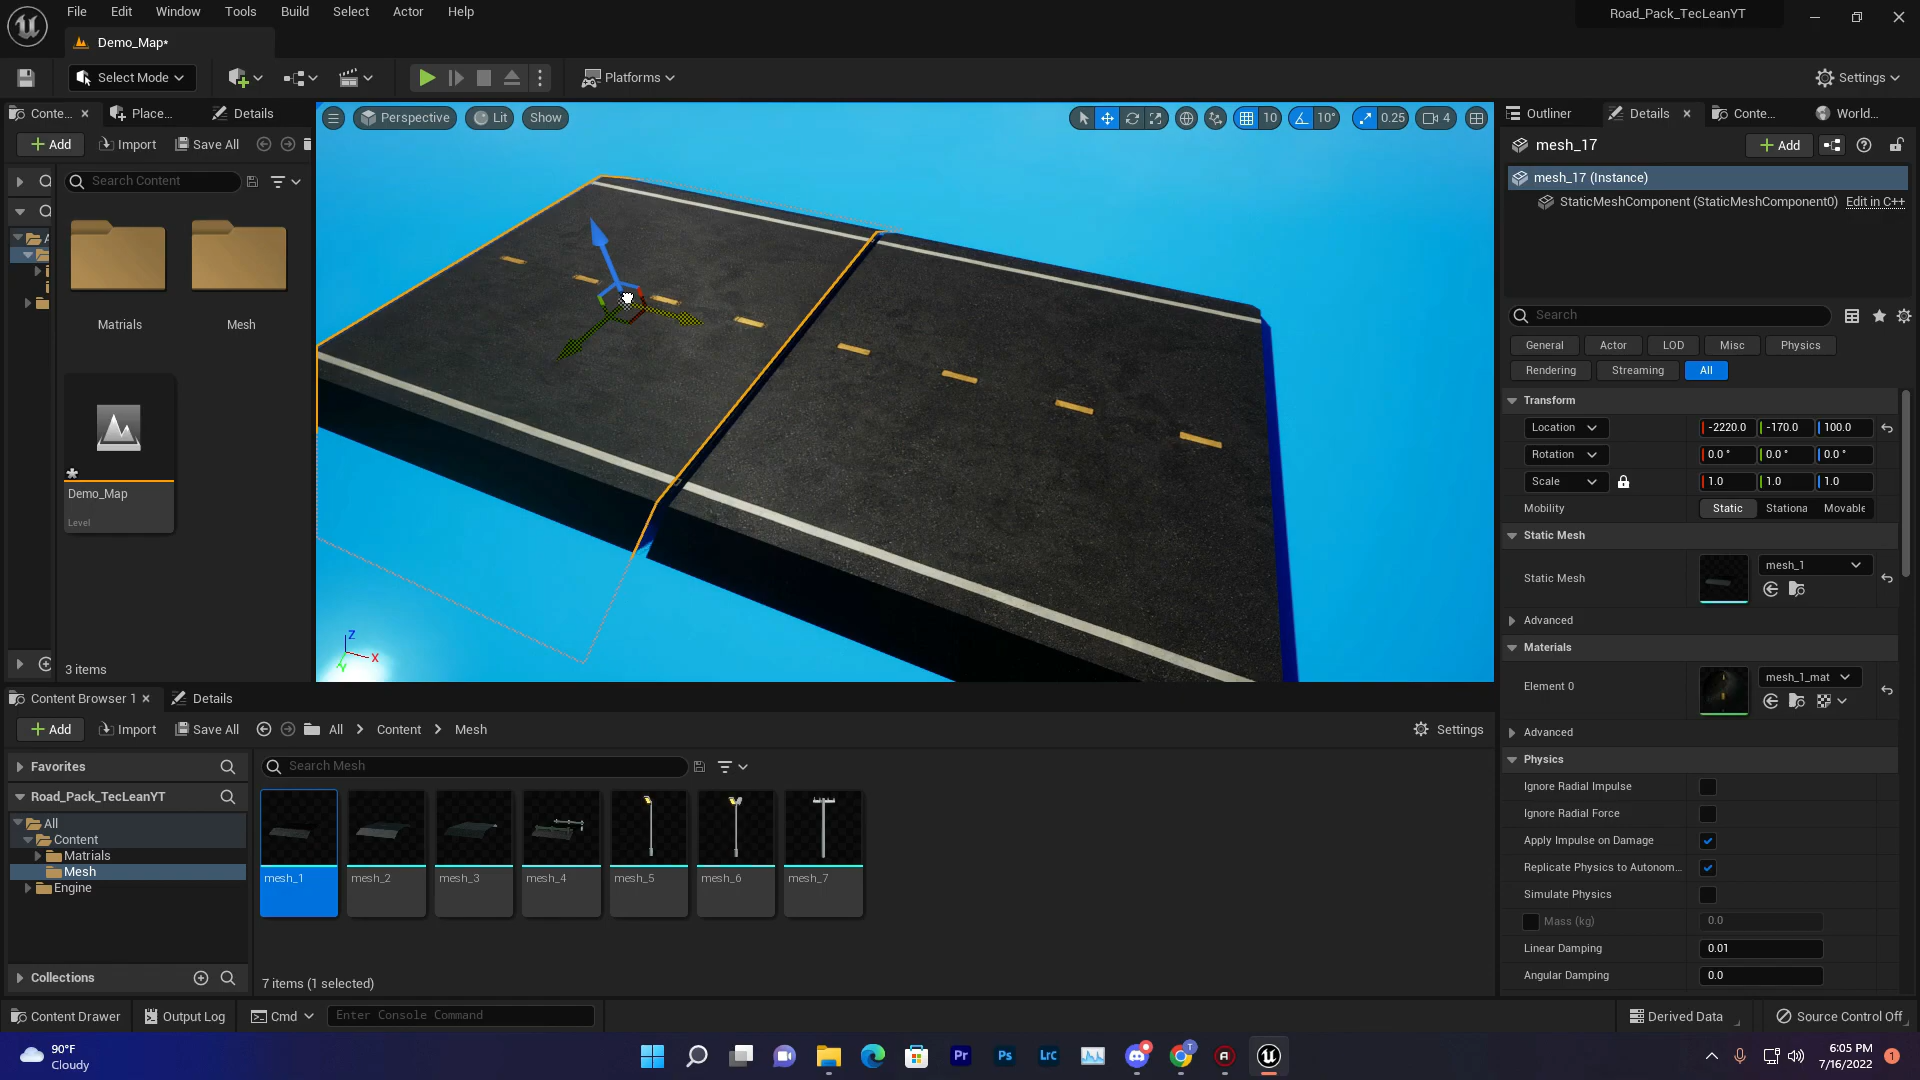 File Edit Window Tools Build Select Actor Help
Road_Pack_TecLeanYT
Demo_Map*
Select Mode
Platforms
Settings
Conte...
Place...
Details
Add
Import
Save All
Search Content
Matrials
Mesh
Demo_Map
Level
3 items
Perspective
Lit
Show
10
10°
0.25
4
Z
X
Y
Outliner
Details
Conte...
World...
mesh_17
Add
mesh_17 (Instance)
StaticMeshComponent (StaticMeshComponent0) Edit in C++
Search
General Actor LOD Misc Physics
Rendering Streaming All
Transform
Location -2220.0 -170.0 100.0
Rotation 0.0 ° 0.0 ° 0.0 °
Scale 1.0 1.0 1.0
Mobility Static Stationa Movable
Static Mesh
Static Mesh mesh_1
Advanced
Materials
Element 0 mesh_1_mat
Advanced
Physics
Ignore Radial Impulse
Ignore Radial Force
Apply Impulse on Damage
Replicate Physics to Autonom...
Simulate Physics
Mass (kg) 0.0
Linear Damping 0.01
Angular Damping 0.0
Content Browser 1
Details
Add Import Save All All Content Mesh Settings
Favorites
Road_Pack_TecLeanYT
All
Content
Matrials
Mesh
Engine
Collections
Search Mesh
mesh_1 mesh_2 mesh_3 mesh_4 mesh_5 mesh_6 mesh_7
7 items (1 selected)
Content Drawer Output Log Cmd Enter Console Command Derived Data Source Control Off
90°F
Cloudy
Pr Ps LrC
T
6:05 PM
7/16/2022
1